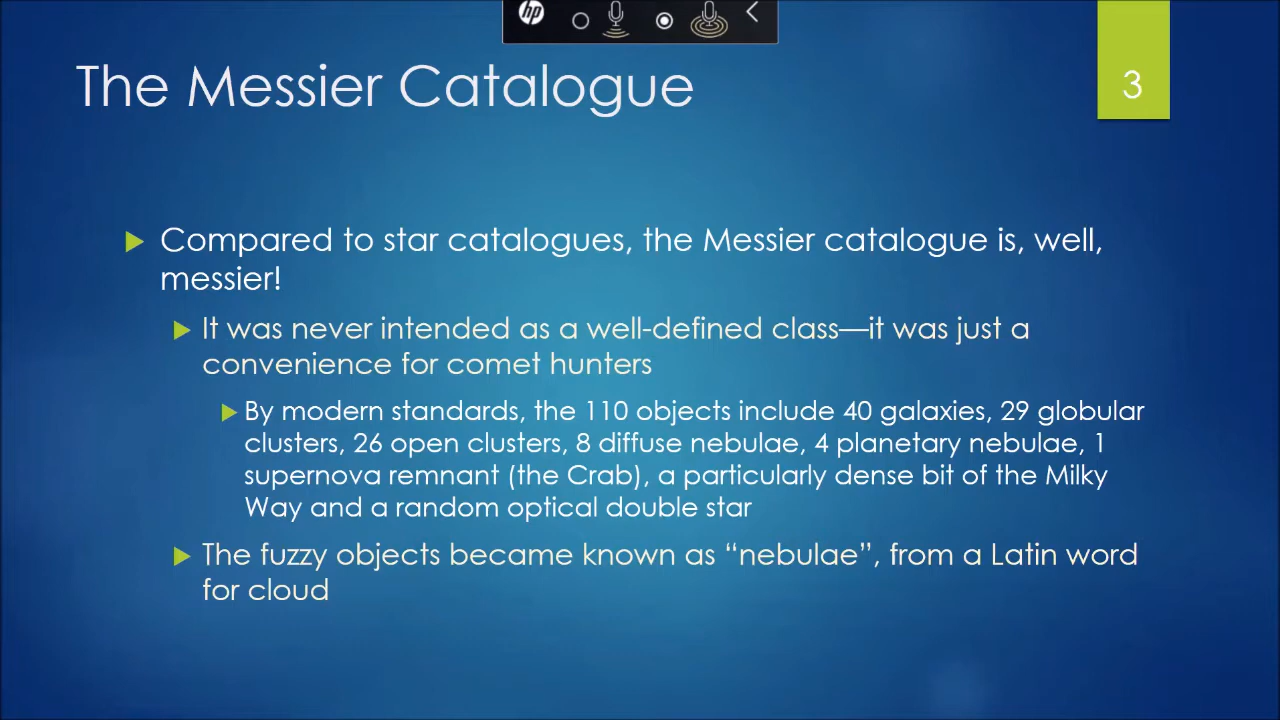 hp
The Messier Catalogue
3
Compared to star catalogues, the Messier catalogue is, well,
messier!
It was never intended as a well-defined class—it was just a
convenience for comet hunters
By modern standards, the 110 objects include 40 galaxies, 29 globular
clusters, 26 open clusters, 8 diffuse nebulae, 4 planetary nebulae, 1
supernova remnant (the Crab), a particularly dense bit of the Milky
Way and a random optical double star
The fuzzy objects became known as “nebulae”, from a Latin word
for cloud